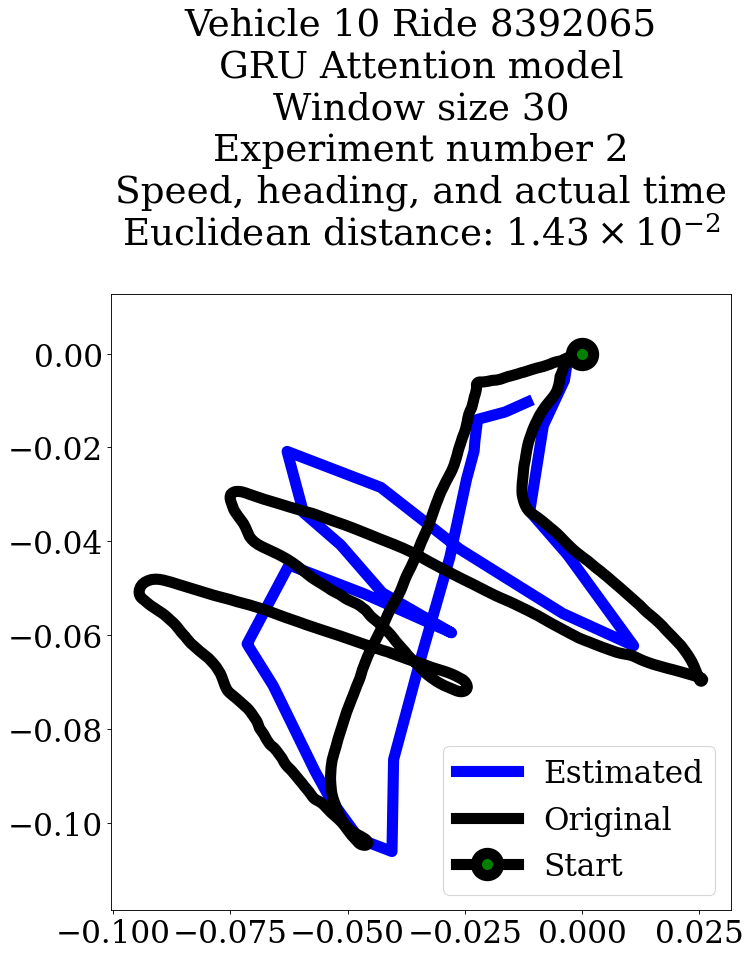 Vehicle 10 Ride 8392065
GRU Attention model
Window size 30
Experiment number 2
Speed, heading, and actual time
Euclidean distance: 1.43 × 10⁻²
0.00
−0.02
−0.04
−0.06
−0.08
−0.10
Estimated
Original
Start
−0.100 −0.075 −0.050 −0.025 0.000 0.025